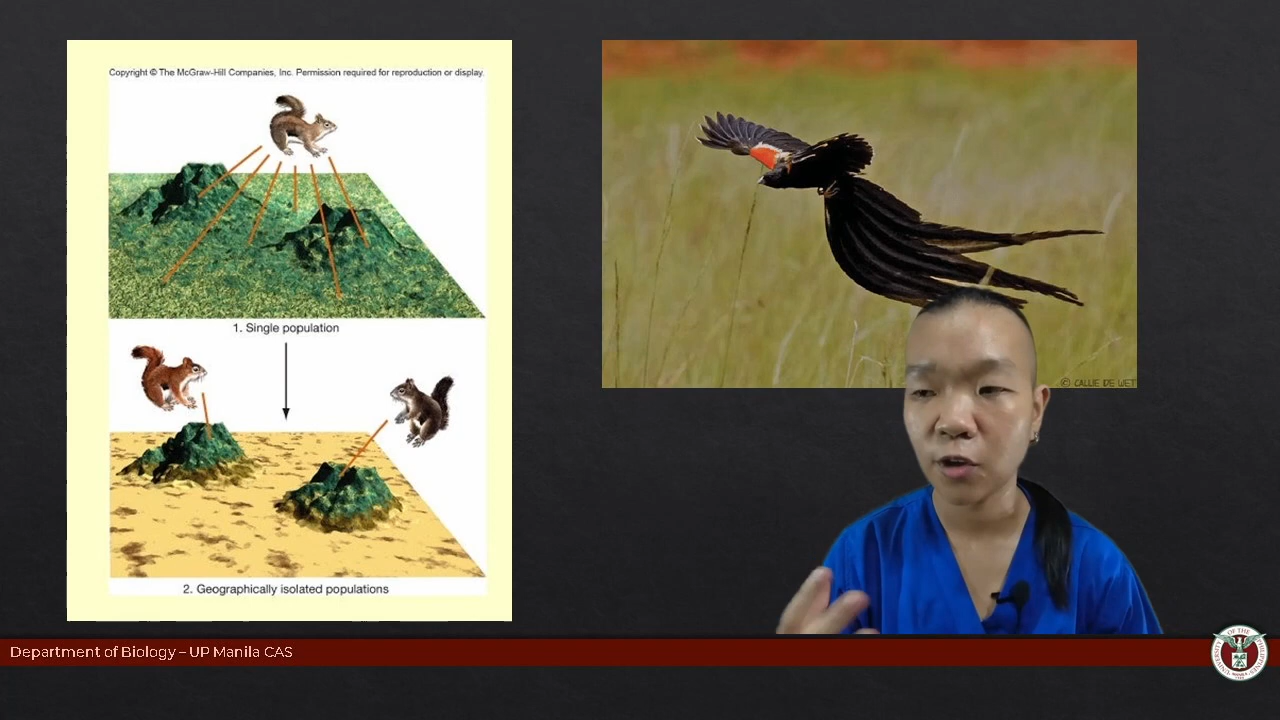 Copyright © The McGraw-Hill Companies, Inc. Permission required for reproduction or display.
1. Single population
2. Geographically isolated populations
© CALLIE DE WET
Department of Biology – UP Manila CAS